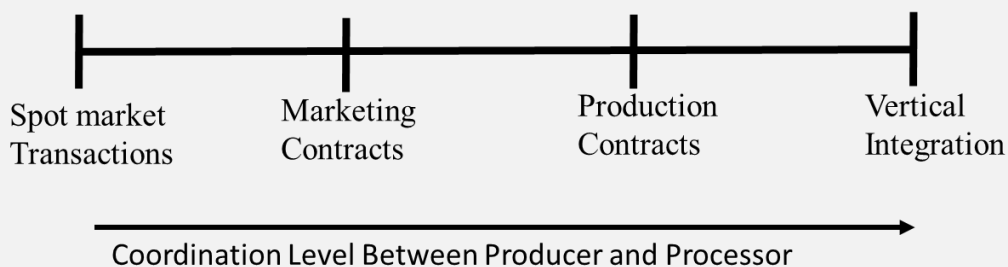 Spot market
Transactions
Marketing
Contracts
Production
Contracts
Vertical
Integration
Coordination Level Between Producer and Processor